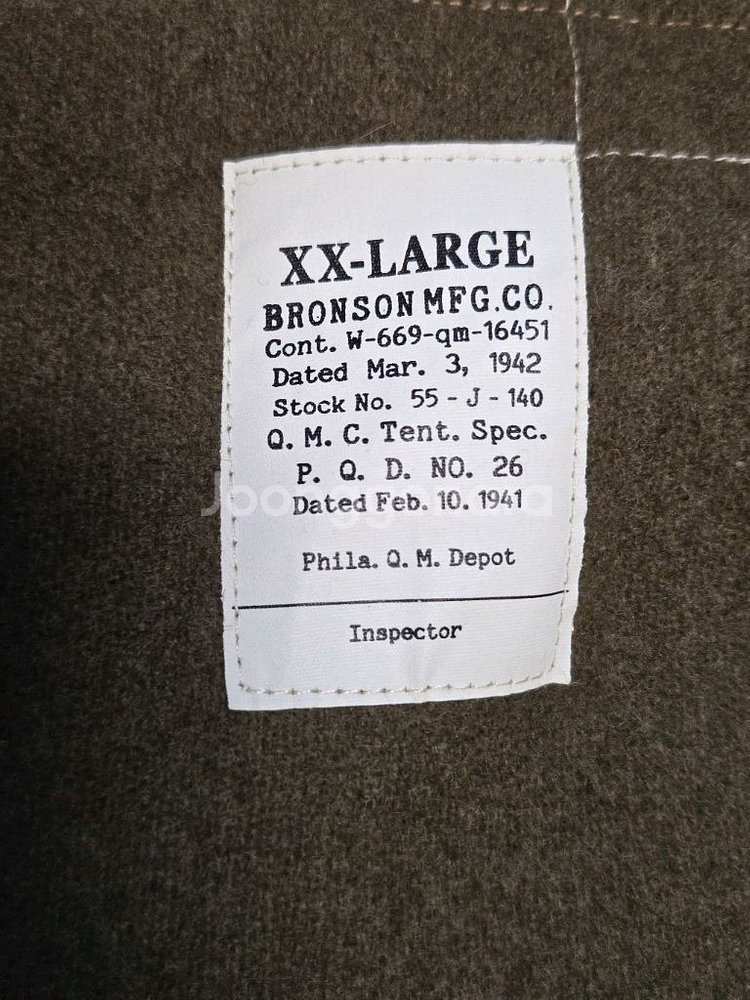 XX-LARGE
BRONSON MFG.CO.
Cont. W-669-qm-16451
Dated Mar. 3, 1942
Stock No. 55 - J - 140
Q. M. C. Tent. Spec.
P. Q. D. NO. 26
Dated Feb. 10. 1941
Phila. Q. M. Depot
Inspector